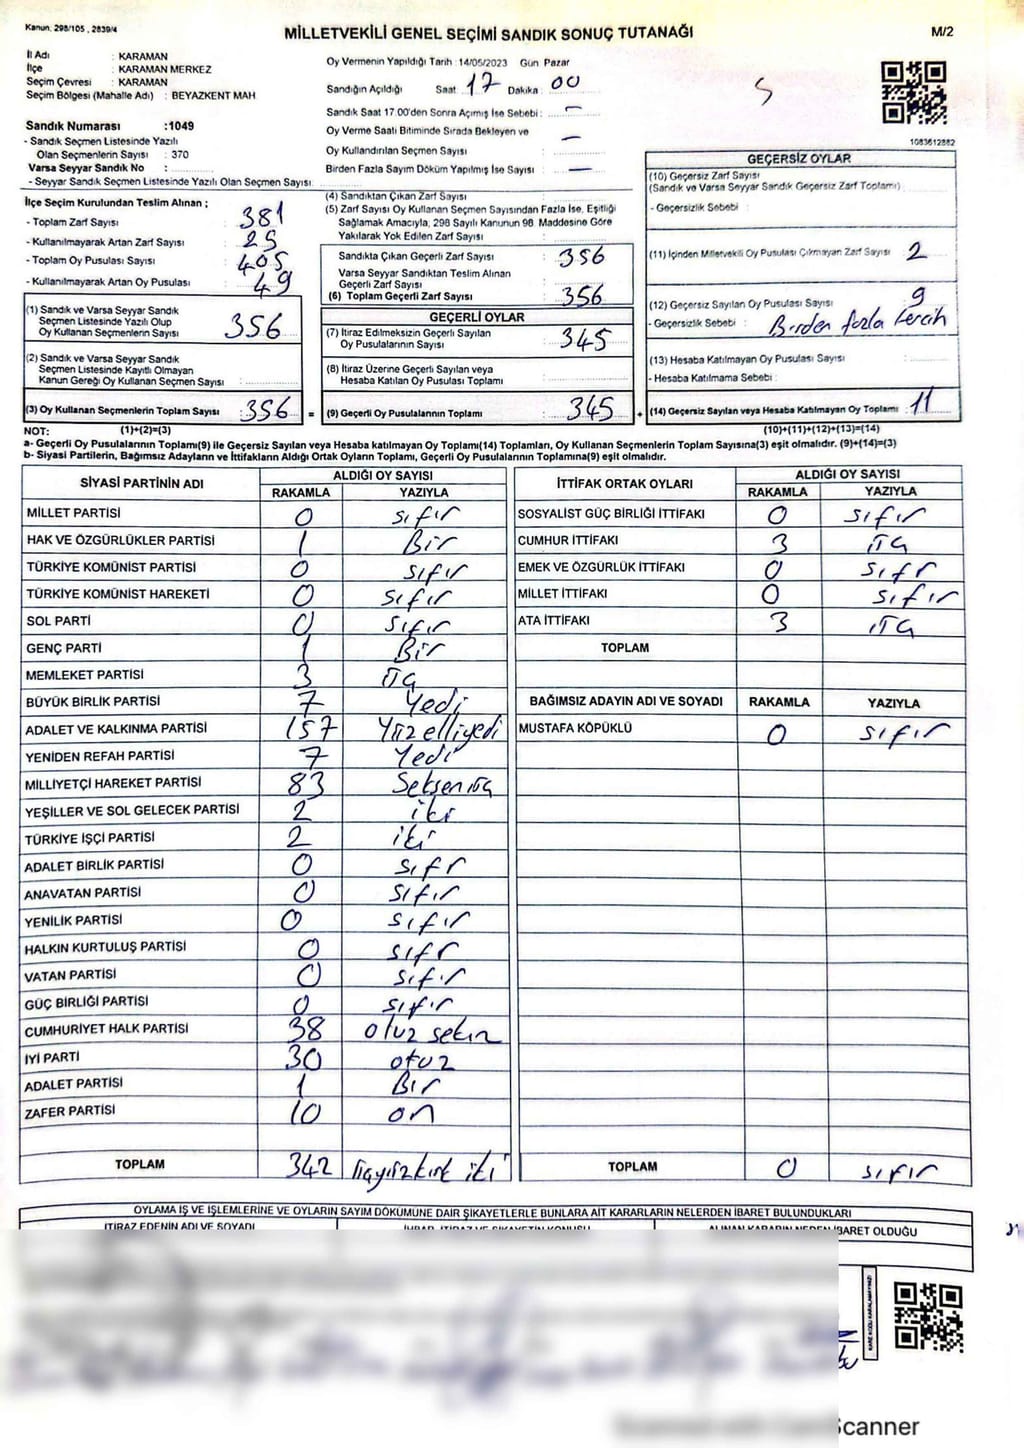 Kanun. 298/105 , 2839/4
MİLLETVEKİLİ GENEL SEÇİMİ SANDIK SONUÇ TUTANAĞI
M/2
İl Adı : KARAMAN
İlçe : KARAMAN MERKEZ
Seçim Çevresi : KARAMAN
Seçim Bölgesi (Mahalle Adı) : BEYAZKENT MAH
Sandık Numarası :1049
- Sandık Seçmen Listesinde Yazılı
Olan Seçmenlerin Sayısı : 370
Varsa Seyyar Sandık No :
- Seyyar Sandık Seçmen Listesinde Yazılı Olan Seçmen Sayısı:
Oy Vermenin Yapıldığı Tarih :14/05/2023 Gün Pazar
Sandığın Açıldığı Saat : 17 Dakika : 00
Sandık Saat 17.00'den Sonra Açımış İse Sebebi : —
Oy Verme Saati Bitiminde Sırada Bekleyen ve
Oy Kullandırılan Seçmen Sayısı : —
Birden Fazla Sayım Döküm Yapılmış İse Sayısı : —
5
1083612882
İlçe Seçim Kurulundan Teslim Alınan ;
- Toplam Zarf Sayısı : 381
- Kullanılmayarak Artan Zarf Sayısı : 25
- Toplam Oy Pusulası Sayısı : 405
- Kullanılmayarak Artan Oy Pusulası : 49
(1) Sandık ve Varsa Seyyar Sandık
Seçmen Listesinde Yazılı Olup
Oy Kullanan Seçmenlerin Sayısı : 356
(2) Sandık ve Varsa Seyyar Sandık
Seçmen Listesinde Kayıtlı Olmayan
Kanun Gereği Oy Kullanan Seçmen Sayısı :
(3) Oy Kullanan Seçmenlerin Toplam Sayısı : 356 =
(4) Sandıktan Çıkan Zarf Sayısı :
(5) Zarf Sayısı Oy Kullanan Seçmen Sayısından Fazla İse, Eşitliği
Sağlamak Amacıyla, 298 Sayılı Kanunun 98. Maddesine Göre
Yakılarak Yok Edilen Zarf Sayısı :
Sandıkta Çıkan Geçerli Zarf Sayısı : 356
Varsa Seyyar Sandıktan Teslim Alınan
Geçerli Zarf Sayısı :
(6) Toplam Geçerli Zarf Sayısı : 356
GEÇERLİ OYLAR
(7) İtiraz Edilmeksizin Geçerli Sayılan
Oy Pusulalarının Sayısı : 345
(8) İtiraz Üzerine Geçerli Sayılan veya
Hesaba Katılan Oy Pusulası Toplamı :
(9) Geçerli Oy Pusulalarının Toplamı : 345 +
GEÇERSİZ OYLAR
(10) Geçersiz Zarf Sayısı :
(Sandık ve Varsa Seyyar Sandık Geçersiz Zarf Toplamı)
- Geçersizlik Sebebi :
(11) İçinden Milletvekili Oy Pusulası Çıkmayan Zarf Sayısı : 2
(12) Geçersiz Sayılan Oy Pusulası Sayısı : 9
- Geçersizlik Sebebi : Birden fazla tercih
(13) Hesaba Katılmayan Oy Pusulası Sayısı :
- Hesaba Katılmama Sebebi :
(14) Geçersiz Sayılan veya Hesaba Katılmayan Oy Toplamı : 11
NOT: (1)+(2)=(3) (10)+(11)+(12)+(13)=(14)
a- Geçerli Oy Pusulalarının Toplamı(9) ile Geçersiz Sayılan veya Hesaba katılmayan Oy Toplamı(14) Toplamları, Oy Kullanan Seçmenlerin Toplam Sayısına(3) eşit olmalıdır. (9)+(14)=(3)
b- Siyasi Partilerin, Bağımsız Adayların ve İttifakların Aldığı Ortak Oyların Toplamı, Geçerli Oy Pusulalarının Toplamına(9) eşit olmalıdır.
SİYASİ PARTİNİN ADI ALDIĞI OY SAYISI
RAKAMLA YAZIYLA
MİLLET PARTİSİ 0 sıfır
HAK VE ÖZGÜRLÜKLER PARTİSİ 1 Bir
TÜRKİYE KOMÜNİST PARTİSİ 0 sıfır
TÜRKİYE KOMÜNİST HAREKETİ 0 sıfır
SOL PARTİ 0 sıfır
GENÇ PARTİ 1 Bir
MEMLEKET PARTİSİ 3 üç
BÜYÜK BİRLİK PARTİSİ 7 Yedi
ADALET VE KALKINMA PARTİSİ 157 Yüz elliyedi
YENİDEN REFAH PARTİSİ 7 Yedi
MİLLİYETÇİ HAREKET PARTİSİ 83 Seksen üç
YEŞİLLER VE SOL GELECEK PARTİSİ 2 iki
TÜRKİYE İŞÇİ PARTİSİ 2 iki
ADALET BİRLİK PARTİSİ 0 sıfr
ANAVATAN PARTİSİ 0 sıfır
YENİLİK PARTİSİ 0 sıfır
HALKIN KURTULUŞ PARTİSİ 0 sıfr
VATAN PARTİSİ 0 sıfır
GÜÇ BİRLİĞİ PARTİSİ 0 sıfır
CUMHURİYET HALK PARTİSİ 38 otuz sekiz
İYİ PARTİ 30 otuz
ADALET PARTİSİ 1 Bir
ZAFER PARTİSİ 10 on
TOPLAM 342 üçyüzkırk iki
İTTİFAK ORTAK OYLARI ALDIĞI OY SAYISI
RAKAMLA YAZIYLA
SOSYALİST GÜÇ BİRLİĞİ İTTİFAKI 0 sıfır
CUMHUR İTTİFAKI 3 üç
EMEK VE ÖZGÜRLÜK İTTİFAKI 0 sıfr
MİLLET İTTİFAKI 0 sıfır
ATA İTTİFAKI 3 üç
TOPLAM
BAĞIMSIZ ADAYIN ADI VE SOYADI RAKAMLA YAZIYLA
MUSTAFA KÖPÜKLÜ 0 sıfır
TOPLAM 0 sıfır
OYLAMA İŞ VE İŞLEMLERİNE VE OYLARIN SAYIM DÖKÜMÜNE DAİR ŞİKAYETLERLE BUNLARA AİT KARARLARIN NELERDEN İBARET BULUNDUKLARI
İTİRAZ EDENİN ADI VE SOYADI İHBAR, İTİRAZ VE ŞİKAYETİN KONUSU ALINAN KARARIN NEDEN İBARET OLDUĞU
KARE KODU KARALAMAYINIZ!
Scanned with CamScanner